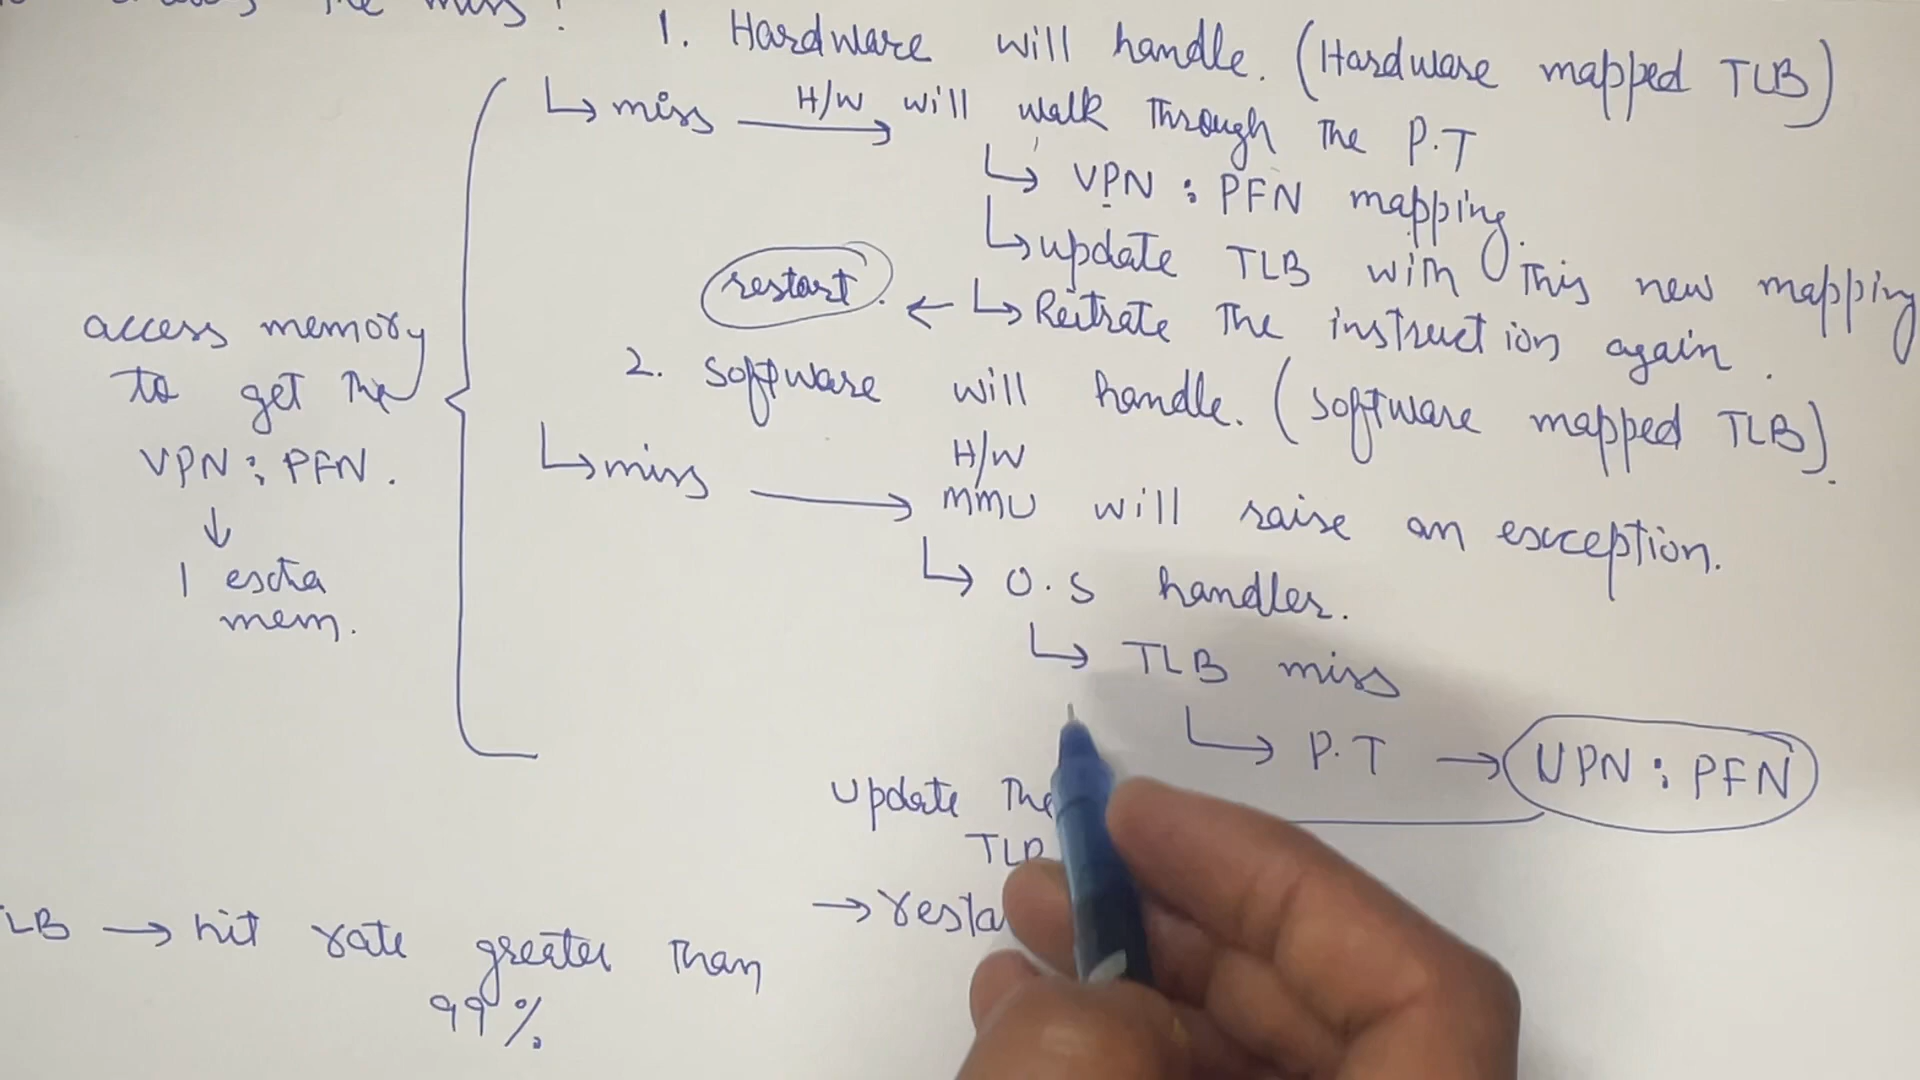 the miss?
1. Hardware will handle. (Hardware mapped TLB)
miss H/W will walk through the P.T
VPN : PFN mapping.
update TLB with this new mapping
restart. ← Reitrate the instruction again.
2. Software will handle. (Software mapped TLB).
miss → H/W
MMU will raise an exception.
O.S handler.
TLB miss
P.T → VPN : PFN
Update the
TLB
→ resta
access memory
to get the
VPN : PFN.
↓
1 extra
mem.
LB → hit rate greater than
99%.